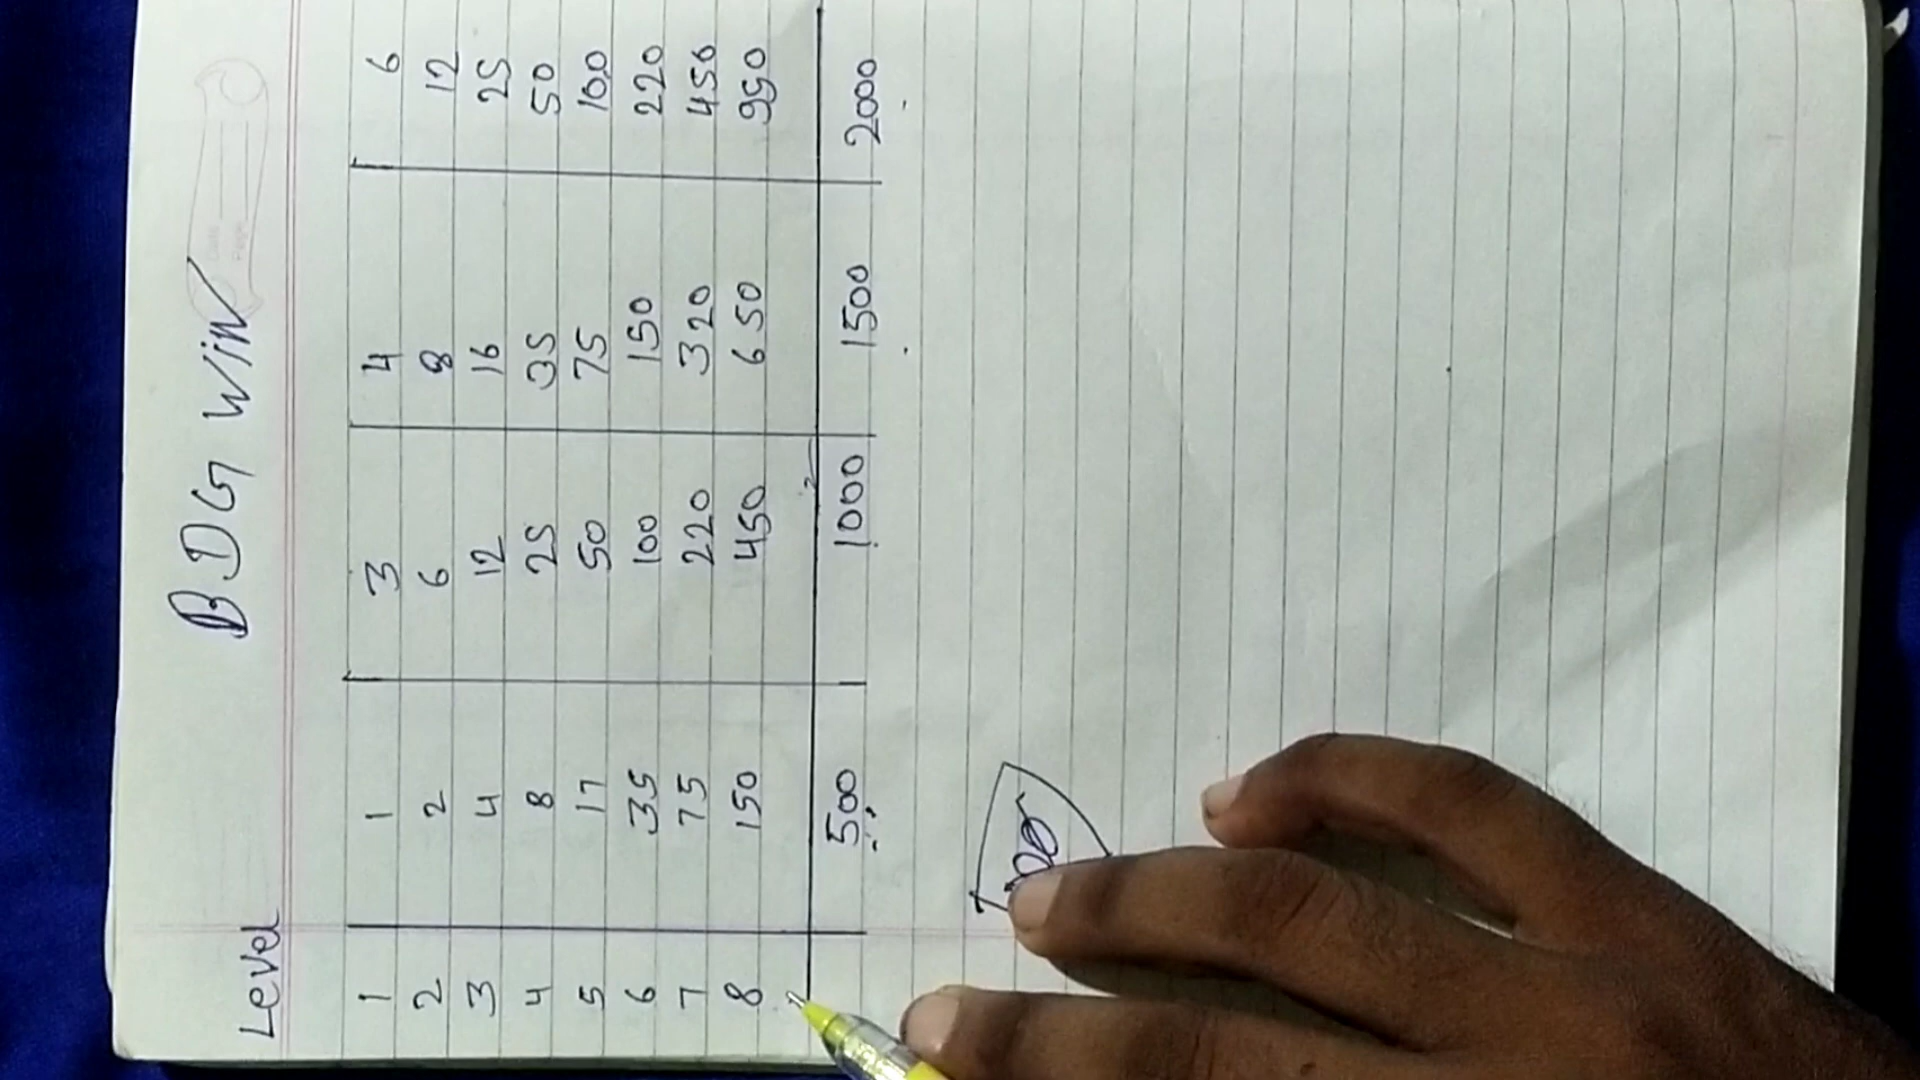 BDG Win
Level
1 1 3 4 6
2 2 6 8 12
3 4 12 16 25
4 8 25 35 50
5 17 50 75 100
6 35 100 150 220
7 75 220 320 450
8 150 450 650 950
500 1000 1500 2000